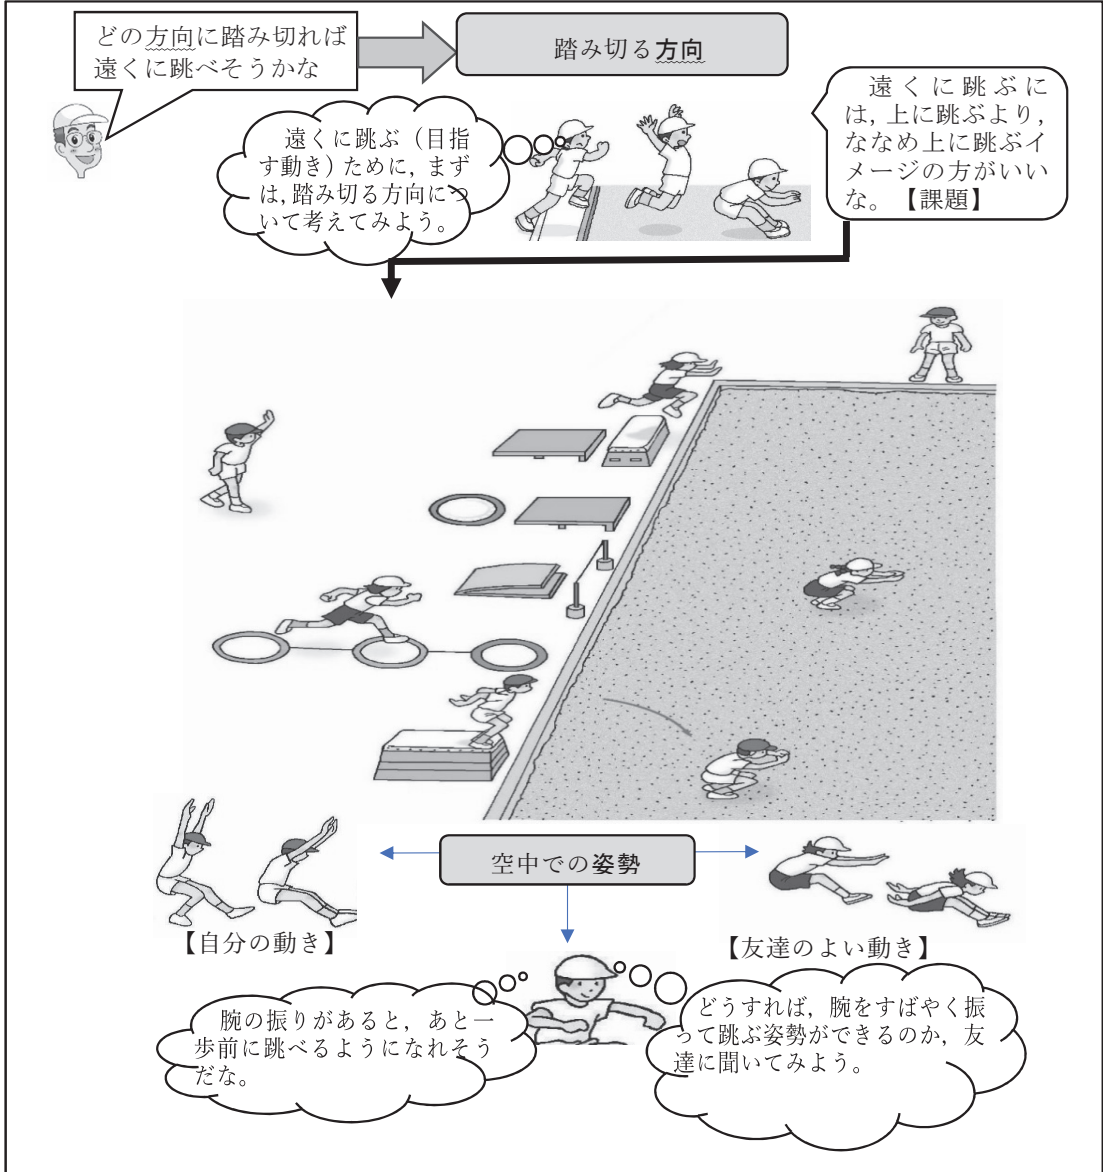 どの方向に踏み切れば
遠くに跳べそうかな
踏み切る方向
遠くに跳ぶ(目指
す動き)ために,まず
は,踏み切る方向につ
いて考えてみよう。
遠くに跳ぶに
は,上に跳ぶより,
ななめ上に跳ぶイ
メージの方がいい
な。【課題】
空中での姿勢
【自分の動き】
【友達のよい動き】
腕の振りがあると,あと一
歩前に跳べるようになれそう
だな。
どうすれば,腕をすばやく振
って跳ぶ姿勢ができるのか,友
達に聞いてみよう。